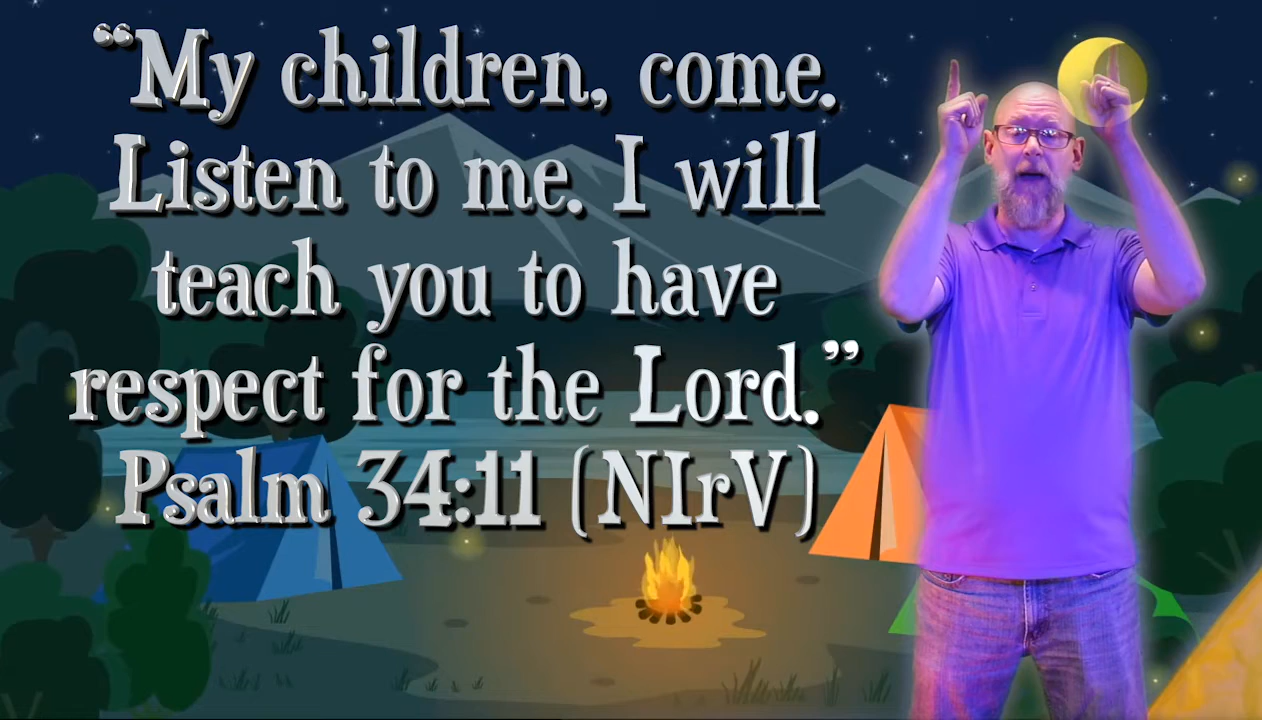 “My children, come.
Listen to me. I will
teach you to have
respect for the Lord.”
Psalm 34:11 (NIrV)